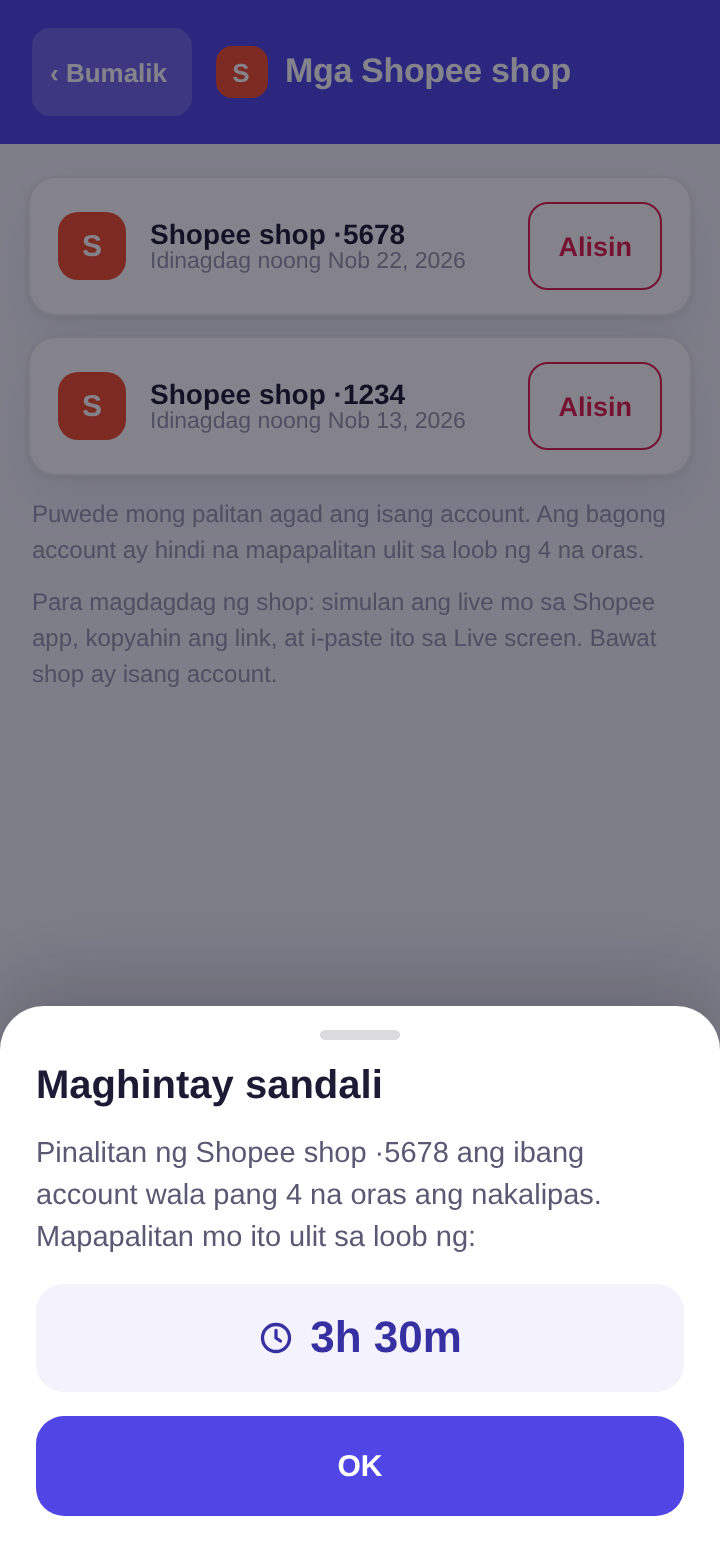 ‹ Bumalik
S
Mga Shopee shop
S
Shopee shop ·5678
Idinagdag noong Nob 22, 2026
Alisin
S
Shopee shop ·1234
Idinagdag noong Nob 13, 2026
Alisin
Puwede mong palitan agad ang isang account. Ang bagong
account ay hindi na mapapalitan ulit sa loob ng 4 na oras.
Para magdagdag ng shop: simulan ang live mo sa Shopee
app, kopyahin ang link, at i-paste ito sa Live screen. Bawat
shop ay isang account.
Maghintay sandali
Pinalitan ng Shopee shop ·5678 ang ibang
account wala pang 4 na oras ang nakalipas.
Mapapalitan mo ito ulit sa loob ng:
3h 30m
OK